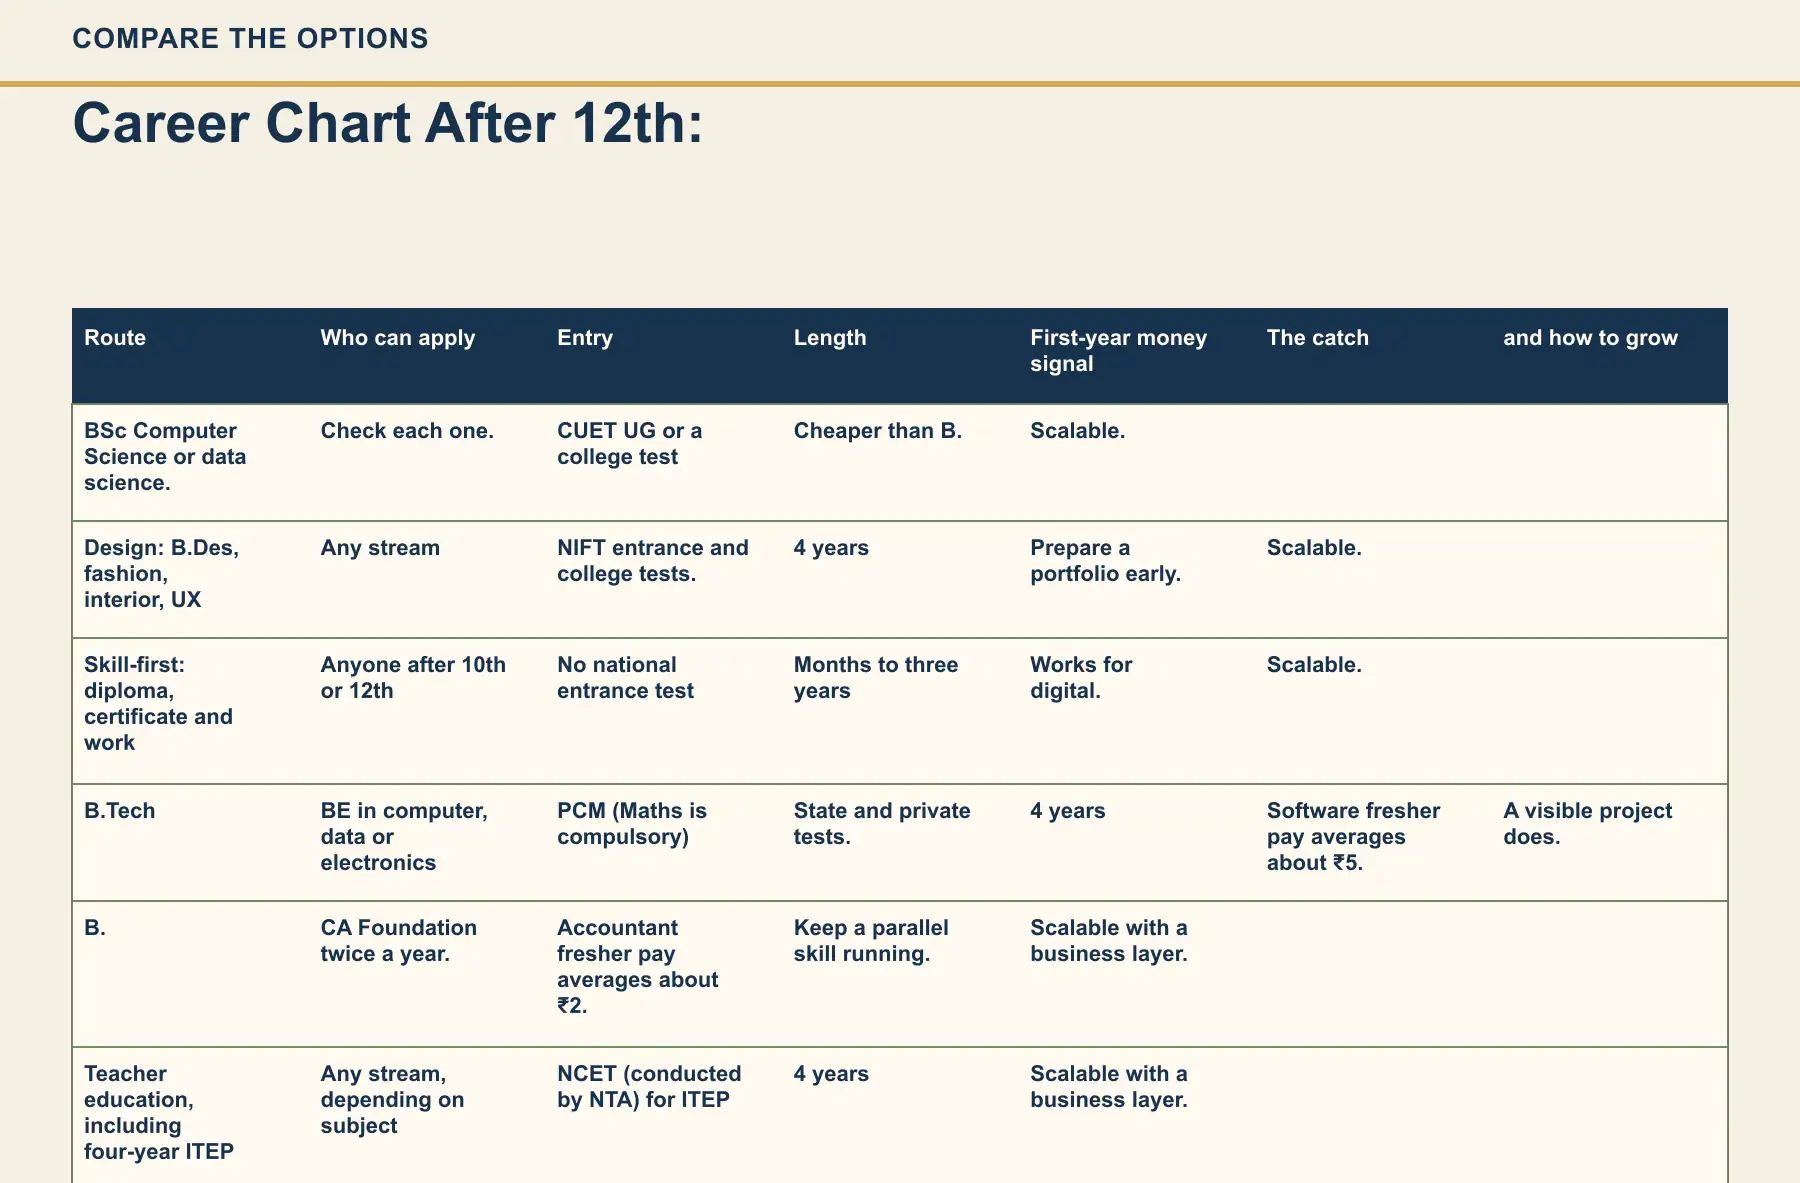 COMPARE THE OPTIONS
Career Chart After 12th:
Route
Who can apply
Entry
Length
First-year money
signal
The catch
and how to grow
BSc Computer
Science or data
science.
Check each one.
CUET UG or a
college test
Cheaper than B.
Scalable.
Design: B.Des,
fashion,
interior, UX
Any stream
NIFT entrance and
college tests.
4 years
Prepare a
portfolio early.
Scalable.
Skill-first:
diploma,
certificate and
work
Anyone after 10th
or 12th
No national
entrance test
Months to three
years
Works for
digital.
Scalable.
B.Tech
BE in computer,
data or
electronics
PCM (Maths is
compulsory)
State and private
tests.
4 years
Software fresher
pay averages
about ₹5.
A visible project
does.
B.
CA Foundation
twice a year.
Accountant
fresher pay
averages about
₹2.
Keep a parallel
skill running.
Scalable with a
business layer.
Teacher
education,
including
four-year ITEP
Any stream,
depending on
subject
NCET (conducted
by NTA) for ITEP
4 years
Scalable with a
business layer.